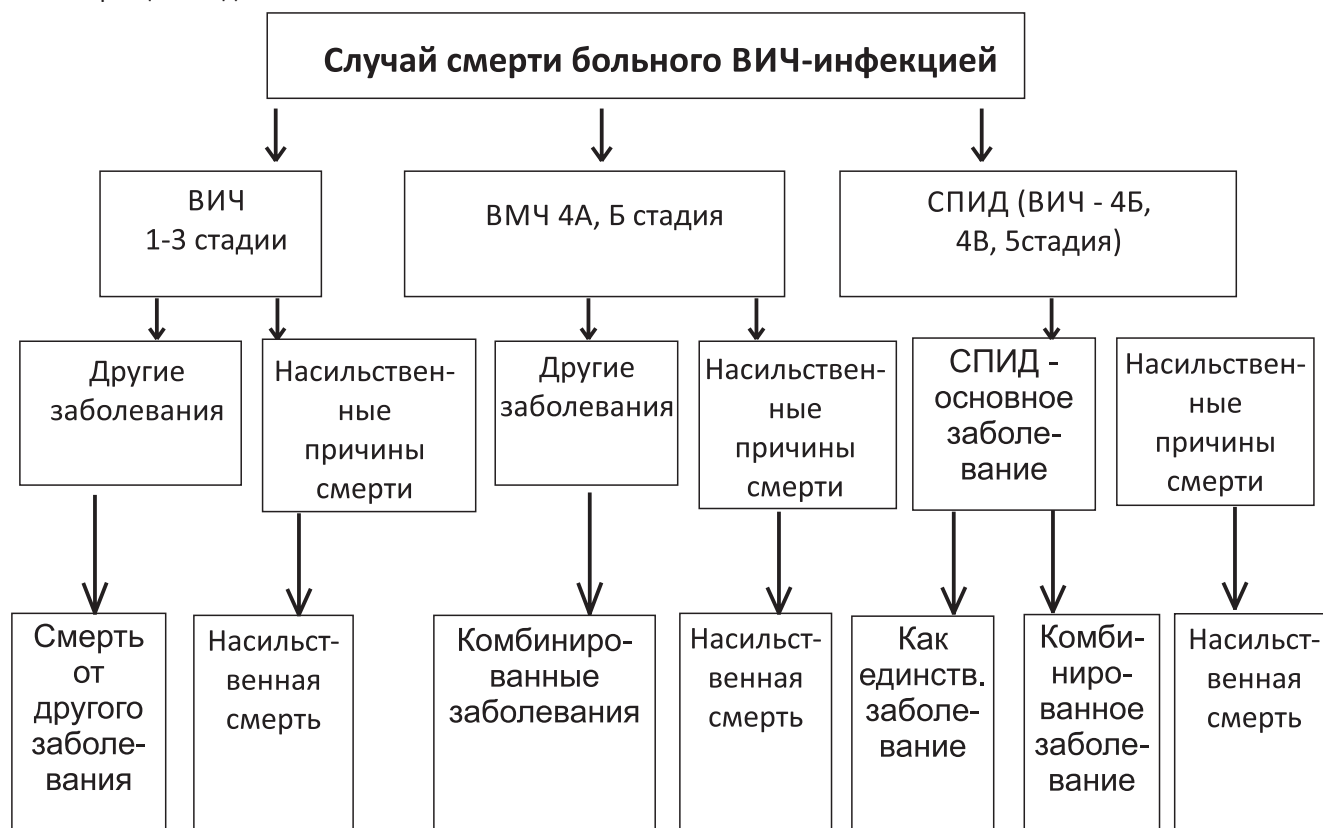 Случай смерти больного ВИЧ-инфекцией
ВИЧ
1-3 стадии
ВМЧ 4А, Б стадия
СПИД (ВИЧ - 4Б,
4В, 5стадия)
Другие
заболевания
Насильствен-
ные
причины
смерти
Другие
заболевания
Насильствен-
ные
причины
смерти
СПИД -
основное
заболе-
вание
Насильствен-
ные
причины
смерти
Смерть
от
другого
заболе-
вания
Насильст-
венная
смерть
Комбиниро-
ванные
заболевания
Насильст-
венная
смерть
Как
единств.
заболе-
вание
Комби-
ниро-
ванное
заболе-
вание
Насильст-
венная
смерть